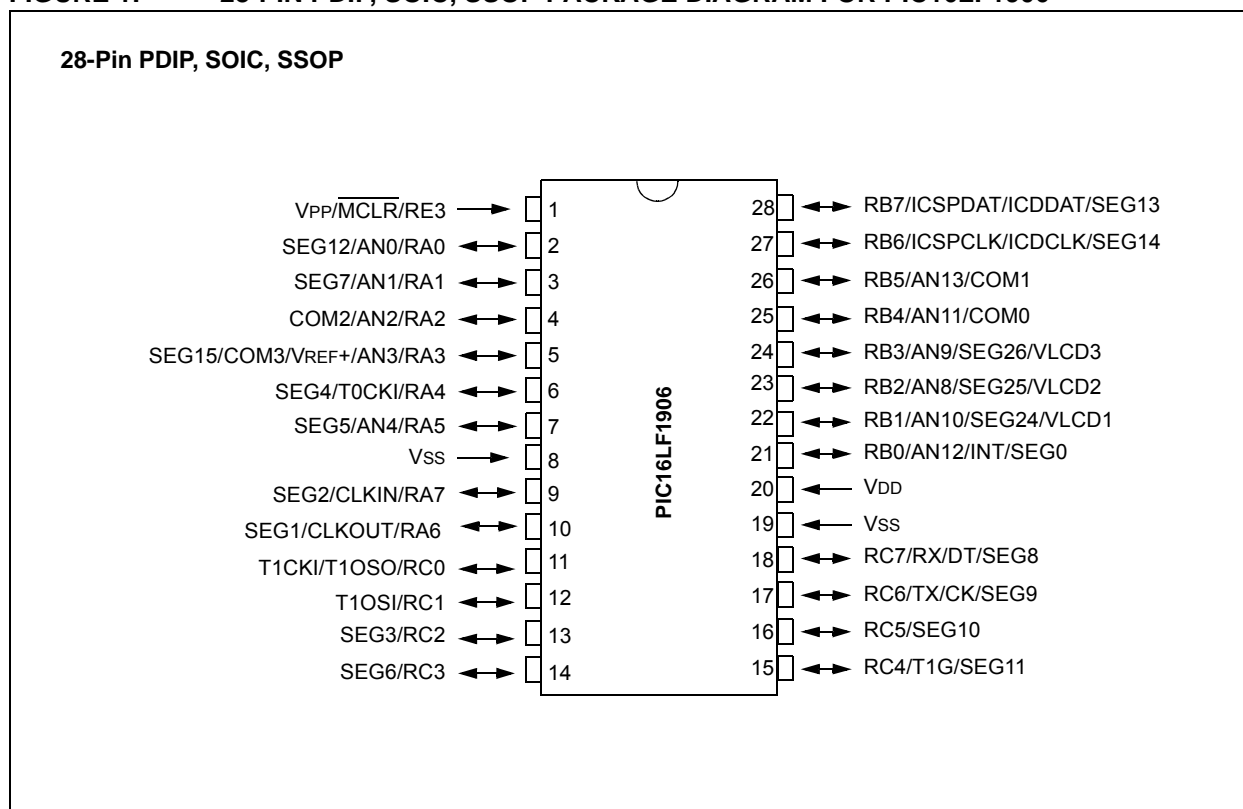 28-Pin PDIP, SOIC, SSOP
VPP/MCLR/RE3 1
SEG12/AN0/RA0 2
SEG7/AN1/RA1 3
COM2/AN2/RA2 4
SEG15/COM3/VREF+/AN3/RA3 5
SEG4/T0CKI/RA4 6
SEG5/AN4/RA5 7
VSS 8
SEG2/CLKIN/RA7 9
SEG1/CLKOUT/RA6 10
T1CKI/T1OSO/RC0 11
T1OSI/RC1 12
SEG3/RC2 13
SEG6/RC3 14
PIC16LF1906
28 RB7/ICSPDAT/ICDDAT/SEG13
27 RB6/ICSPCLK/ICDCLK/SEG14
26 RB5/AN13/COM1
25 RB4/AN11/COM0
24 RB3/AN9/SEG26/VLCD3
23 RB2/AN8/SEG25/VLCD2
22 RB1/AN10/SEG24/VLCD1
21 RB0/AN12/INT/SEG0
20 VDD
19 VSS
18 RC7/RX/DT/SEG8
17 RC6/TX/CK/SEG9
16 RC5/SEG10
15 RC4/T1G/SEG11